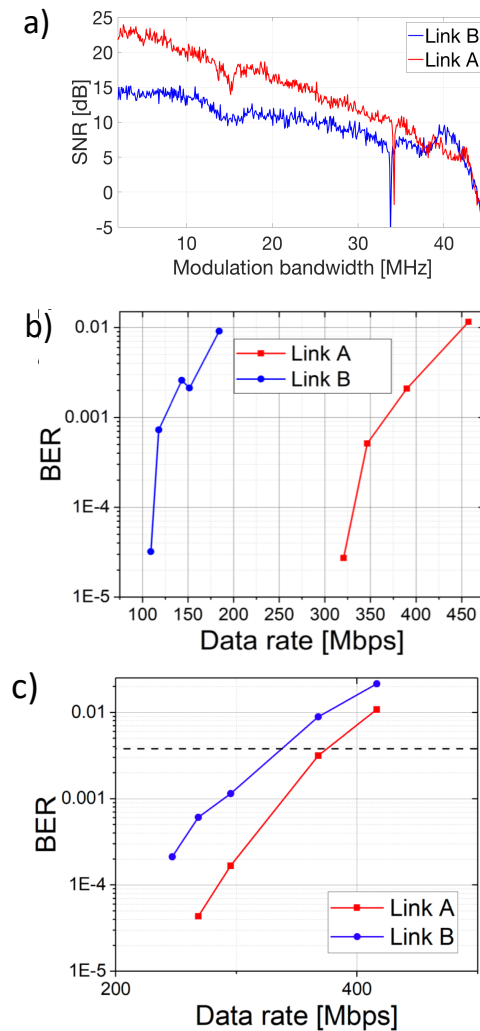 a)
25
20
15
10
5
0
-5
SNR [dB]
Link B
Link A
10
20
30
40
Modulation bandwidth [MHz]
b)
0.01
0.001
1E-4
1E-5
BER
Link A
Link B
100
150
200
250
300
350
400
450
Data rate [Mbps]
c)
0.01
0.001
1E-4
1E-5
BER
Link A
Link B
200
400
Data rate [Mbps]